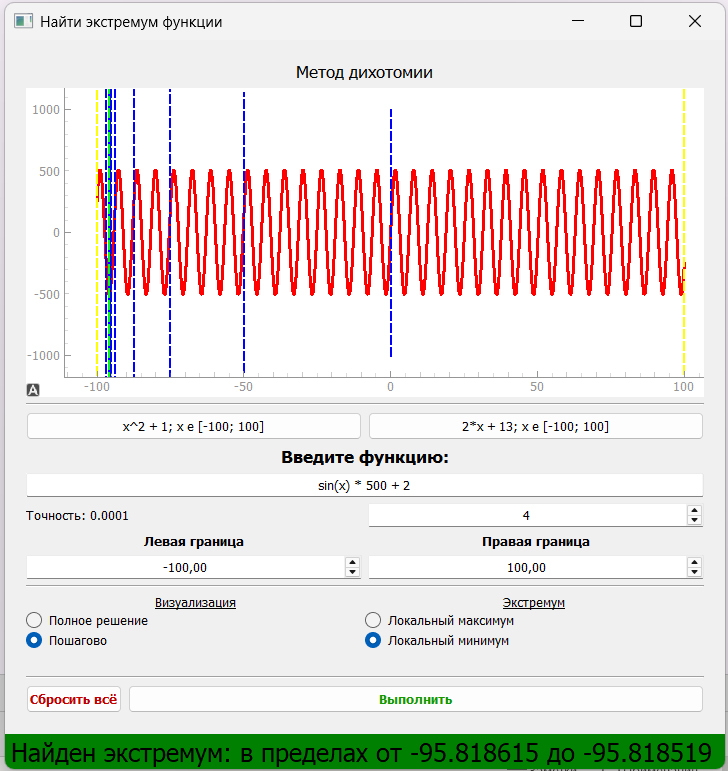 Найти экстремум функции
Метод дихотомии
1000
500
0
-500
-1000
-100 -50 0 50 100
A
x^2 + 1; x e [-100; 100] 2*x + 13; x e [-100; 100]
Введите функцию:
sin(x) * 500 + 2
Точность: 0.0001 4
Левая граница Правая граница
-100,00 100,00
Визуализация Экстремум
Полное решение Локальный максимум
Пошагово Локальный минимум
Сбросить всё Выполнить
Найден экстремум: в пределах от -95.818615 до -95.818519